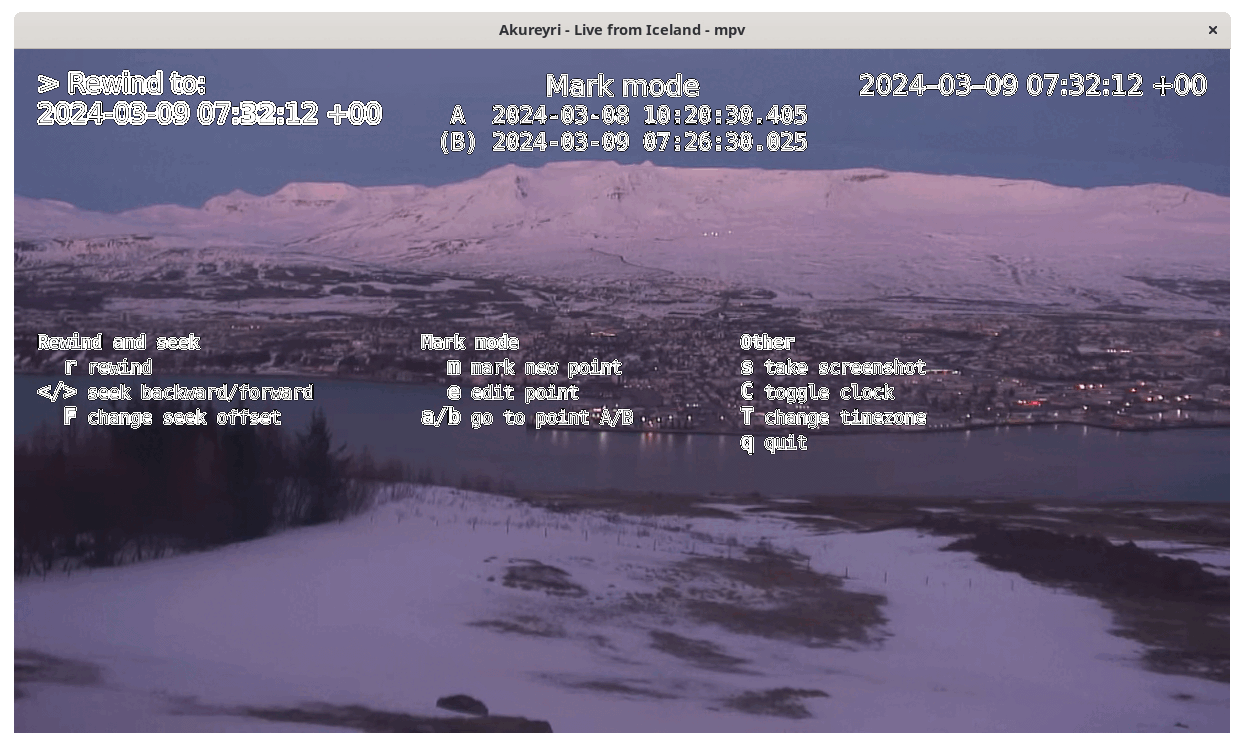 Akureyri - Live from Iceland - mpv
×
> Rewind to:
2024-03-09 07:32:12 +00
Mark mode
A 2024-03-08 10:20:30.405
(B) 2024-03-09 07:26:30.025
2024-03-09 07:32:12 +00
Rewind and seek
r rewind
</> seek backward/forward
F change seek offset
Mark mode
m mark new point
e edit point
a/b go to point A/B
Other
s take screenshot
C toggle clock
T change timezone
q quit